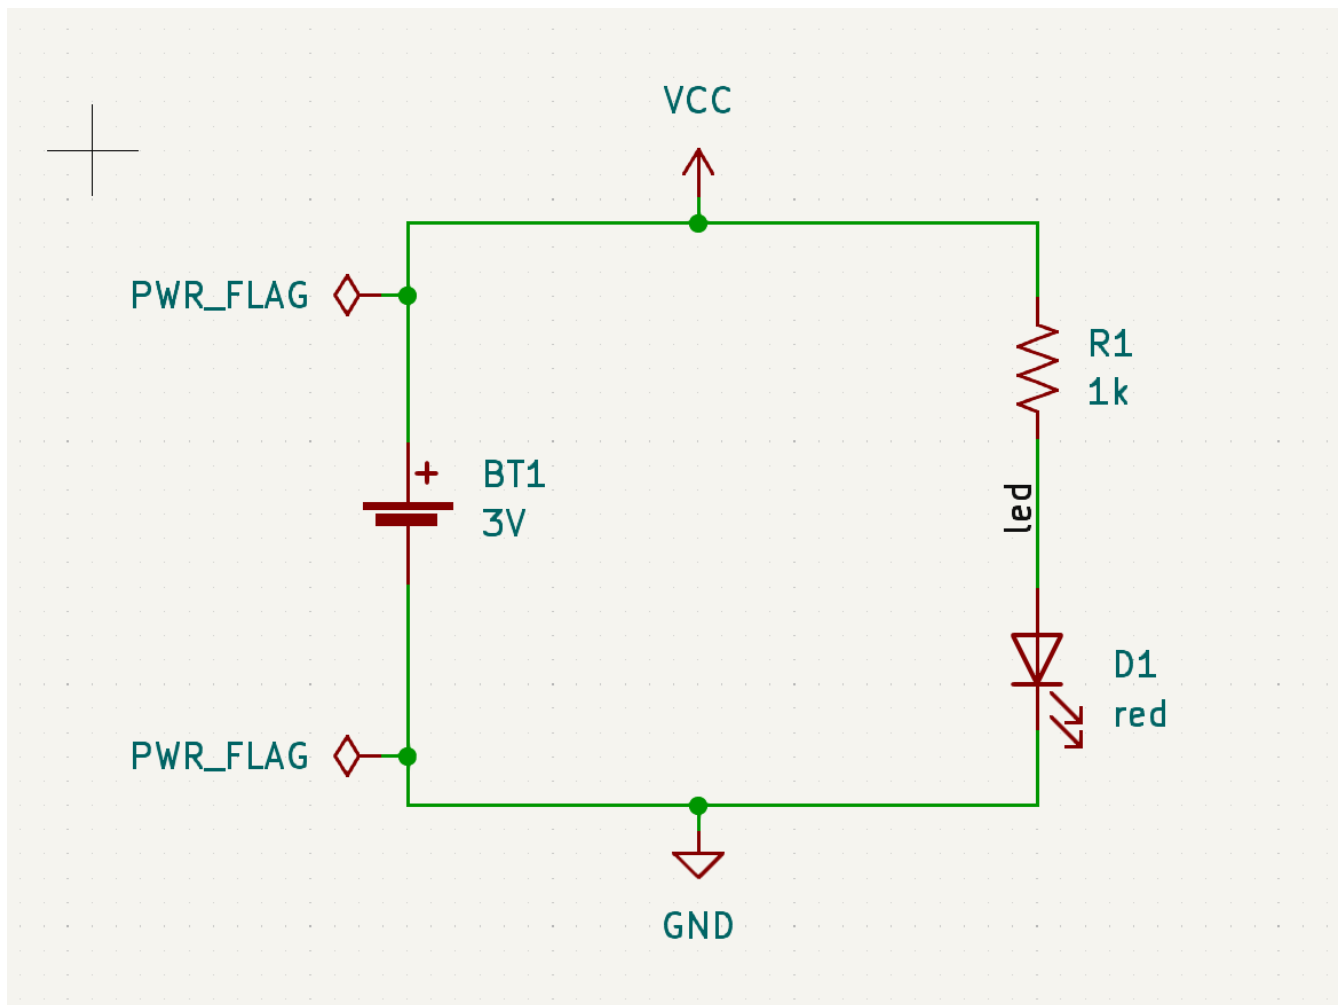 VCC
PWR_FLAG
R1
1k
BT1
3V
led
D1
red
PWR_FLAG
GND